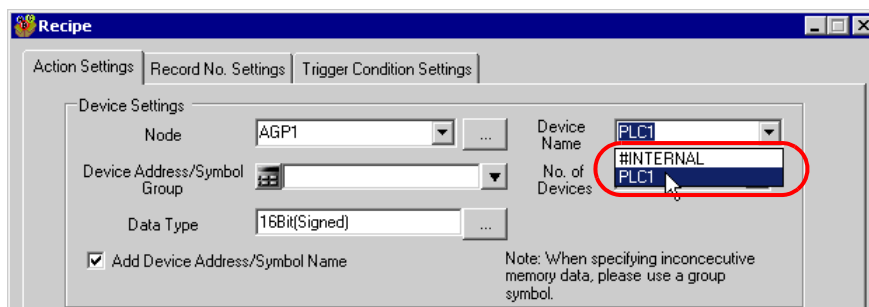 Recipe
Action Settings Record No. Settings Trigger Condition Settings
Device Settings
Node AGP1 ... Device Name PLC1
#INTERNAL
PLC1
Device Address/Symbol Group No. of Devices
Data Type 16Bit(Signed) ...
Add Device Address/Symbol Name
Note: When specifying inconcecutive
memory data, please use a group
symbol.